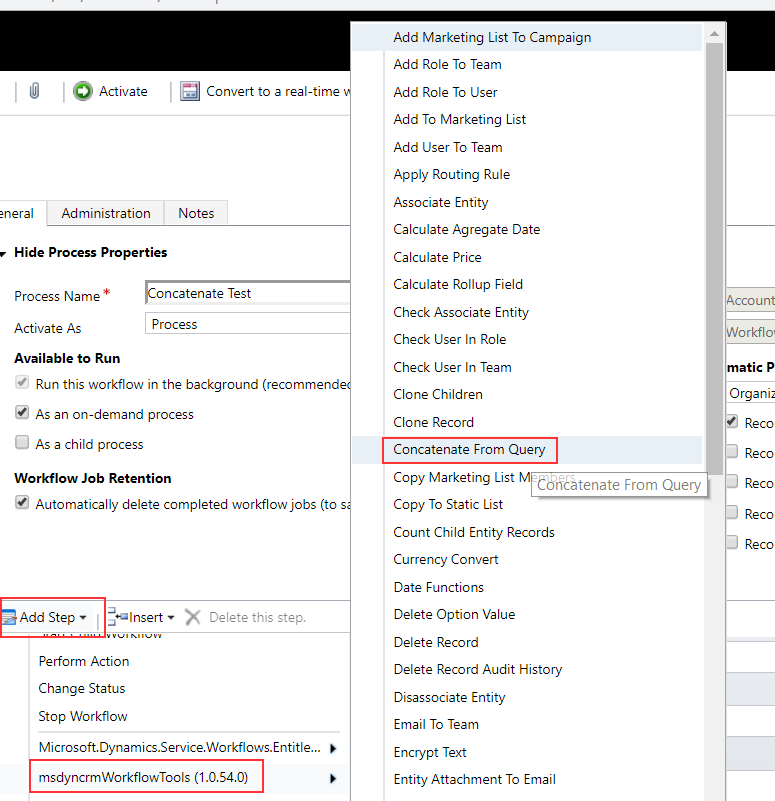 Activate
Convert to a real-time w
eneral
Administration
Notes
Hide Process Properties
Process Name *
Concatenate Test
Activate As
Process
Available to Run
Run this workflow in the background (recommended
As an on-demand process
As a child process
Workflow Job Retention
Automatically delete completed workflow jobs (to sa
Add Step
Insert
Delete this step.
Start Child Workflow
Perform Action
Change Status
Stop Workflow
Microsoft.Dynamics.Service.Workflows.Entitle...
msdyncrmWorkflowTools (1.0.54.0)
Add Marketing List To Campaign
Add Role To Team
Add Role To User
Add To Marketing List
Add User To Team
Apply Routing Rule
Associate Entity
Calculate Agregate Date
Calculate Price
Calculate Rollup Field
Check Associate Entity
Check User In Role
Check User In Team
Clone Children
Clone Record
Concatenate From Query
Copy Marketing List Members
Concatenate From Query
Copy To Static List
Count Child Entity Records
Currency Convert
Date Functions
Delete Option Value
Delete Record
Delete Record Audit History
Disassociate Entity
Email To Team
Encrypt Text
Entity Attachment To Email
Account
Workflo
matic P
Organiz
Reco
Reco
Reco
Reco
Reco